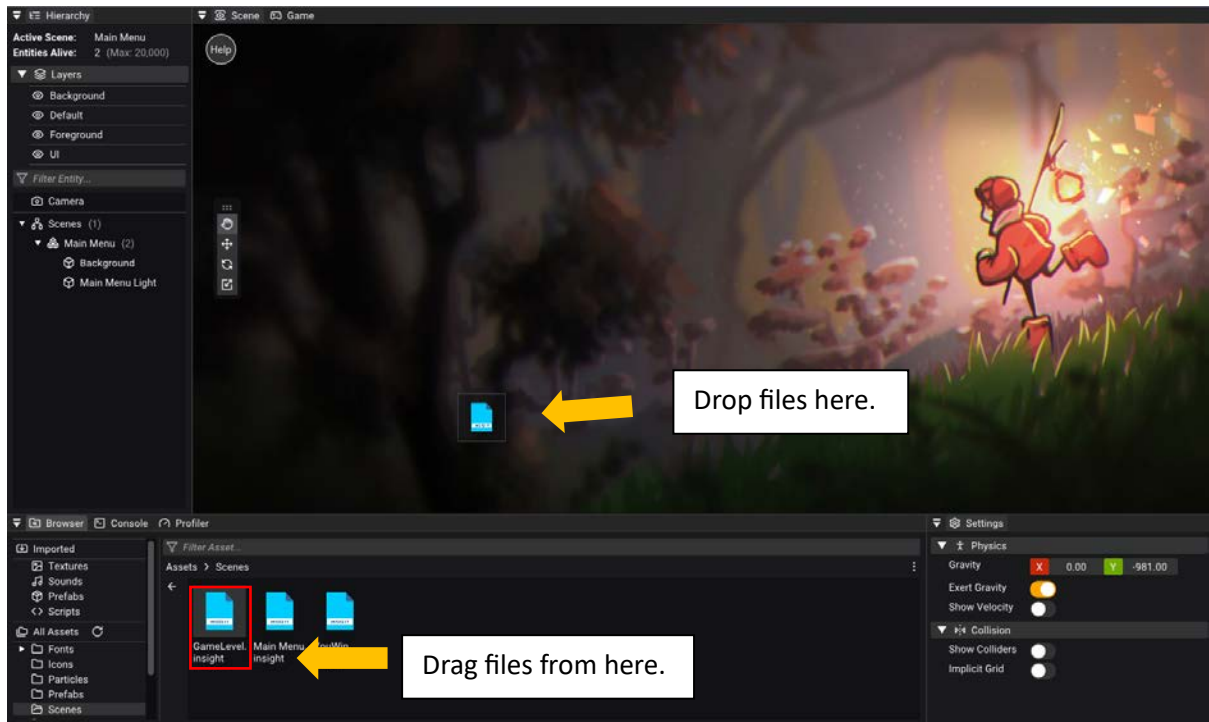 Hierarchy
Scene Game
Active Scene: Main Menu
Entities Alive: 2 (Max: 20,000)
Help
Layers
Background
Default
Foreground
UI
Filter Entity...
Camera
Scenes (1)
Main Menu (2)
Background
Main Menu Light
Drop files here.
Browser Console Profiler
Imported
Textures
Sounds
Prefabs
Scripts
All Assets
Fonts
Icons
Particles
Prefabs
Scenes
Filter Asset...
Assets > Scenes
GameLevel.
insight
Main Menu.
insight
Drag files from here.
Settings
Physics
Gravity X 0.00 Y -981.00
Exert Gravity
Show Velocity
Collision
Show Colliders
Implicit Grid